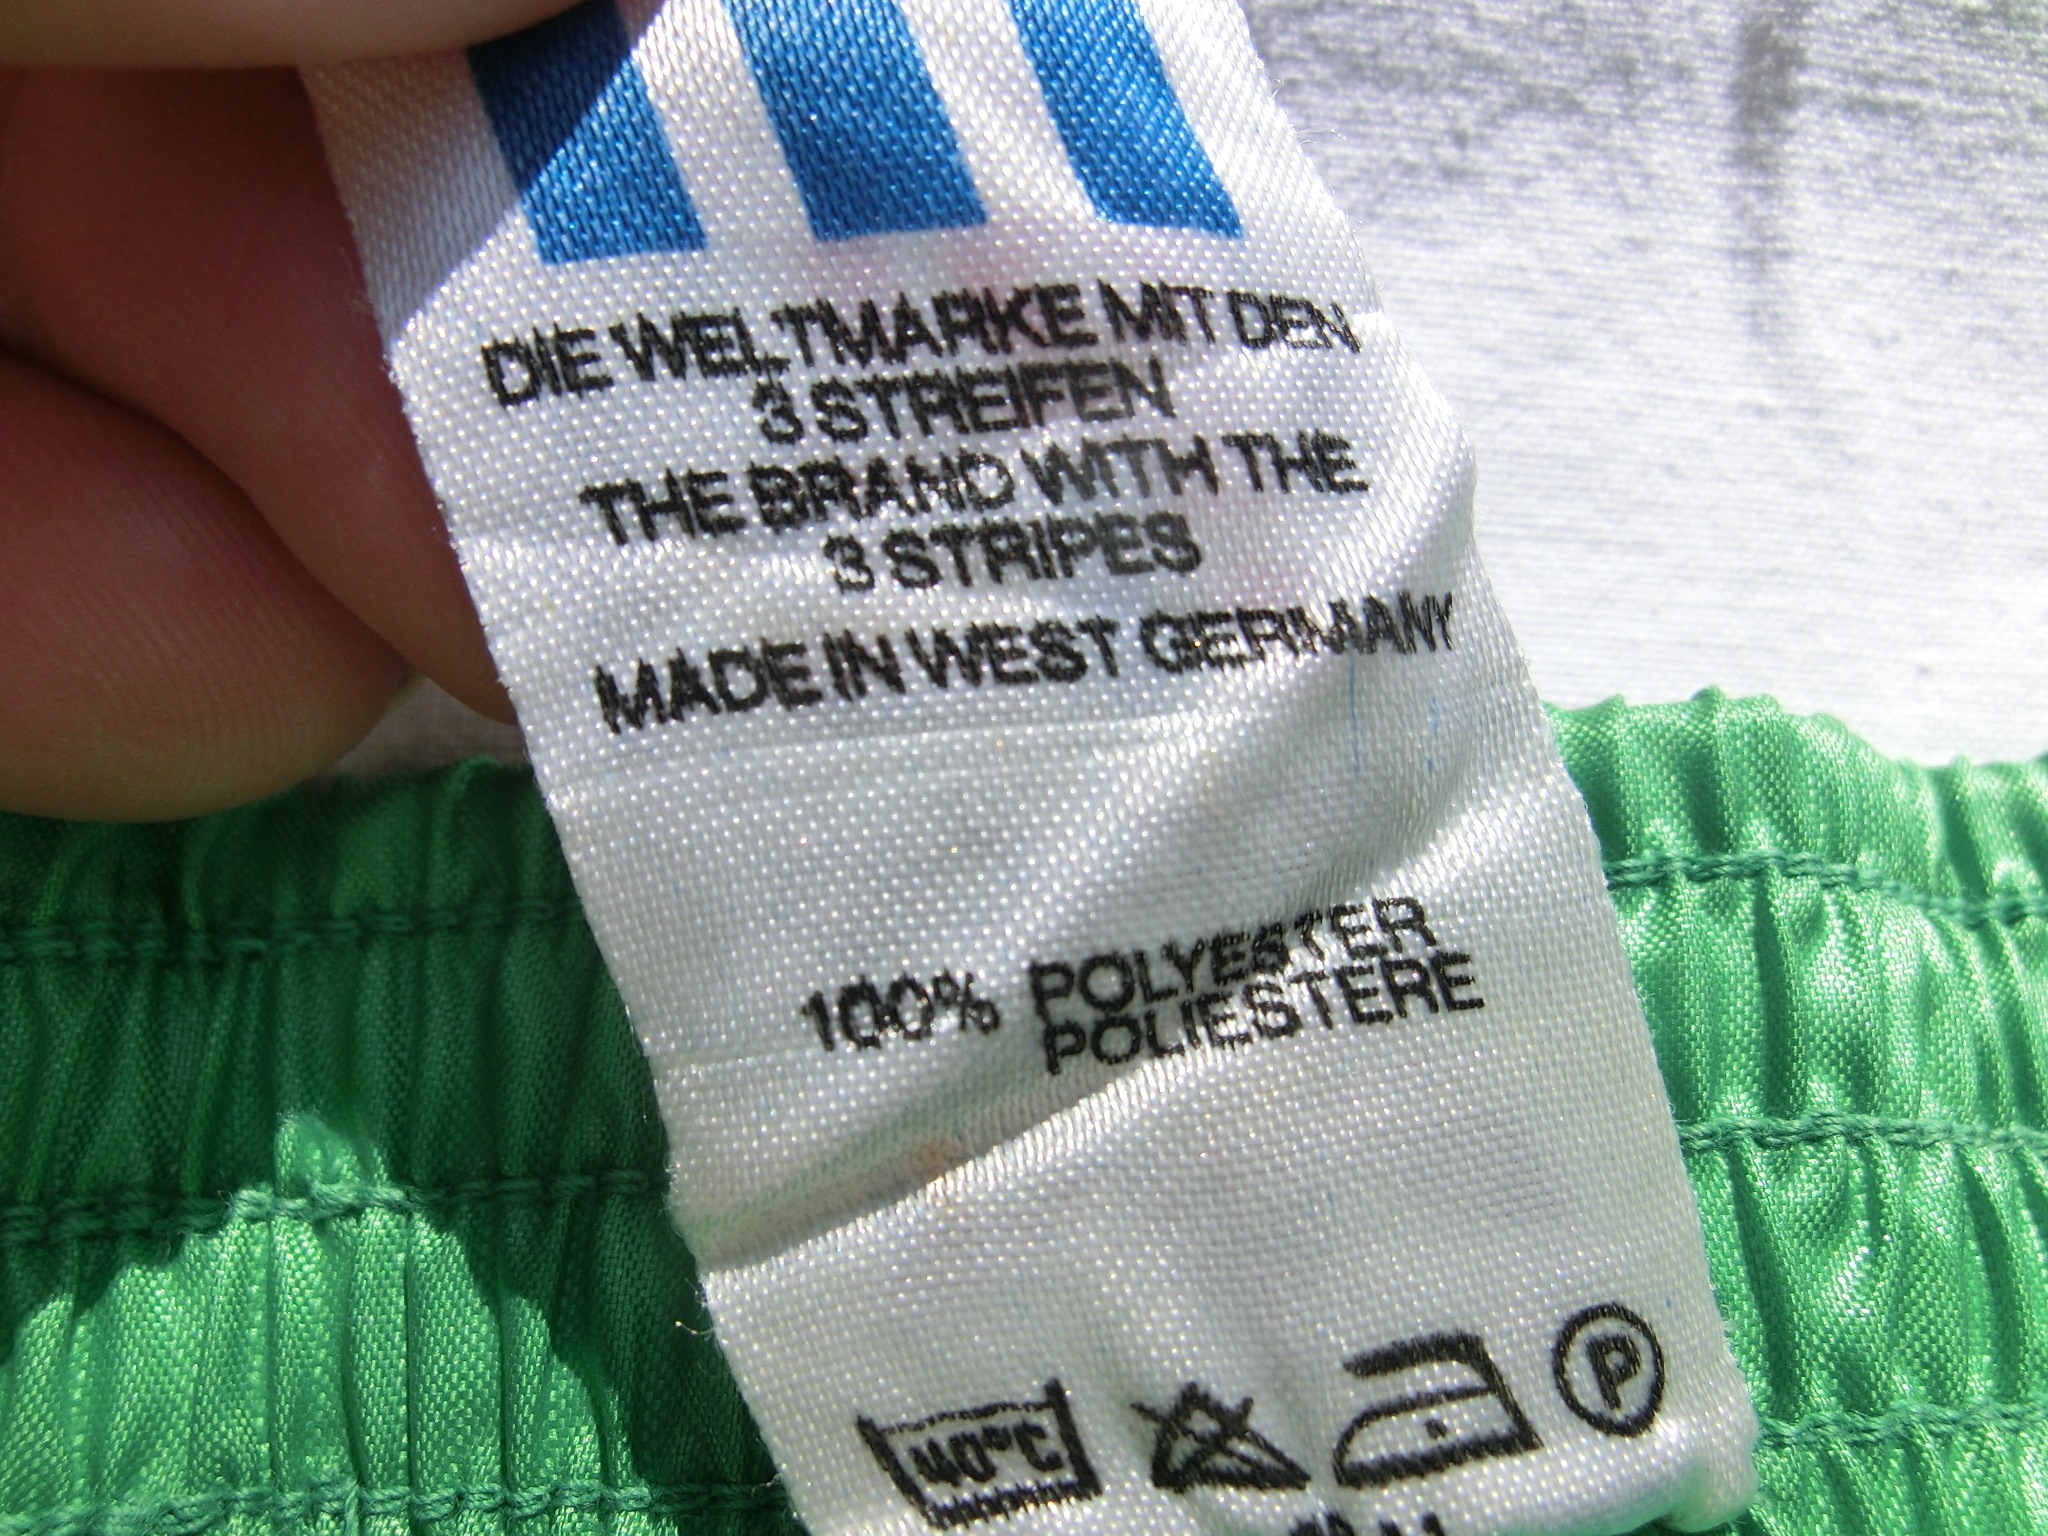 DIE WELTMARKE MIT DEN
3 STREIFEN
THE BRAND WITH THE
3 STRIPES
MADE IN WEST GERMANY
100% POLYESTER
POLIESTERE
40°C P